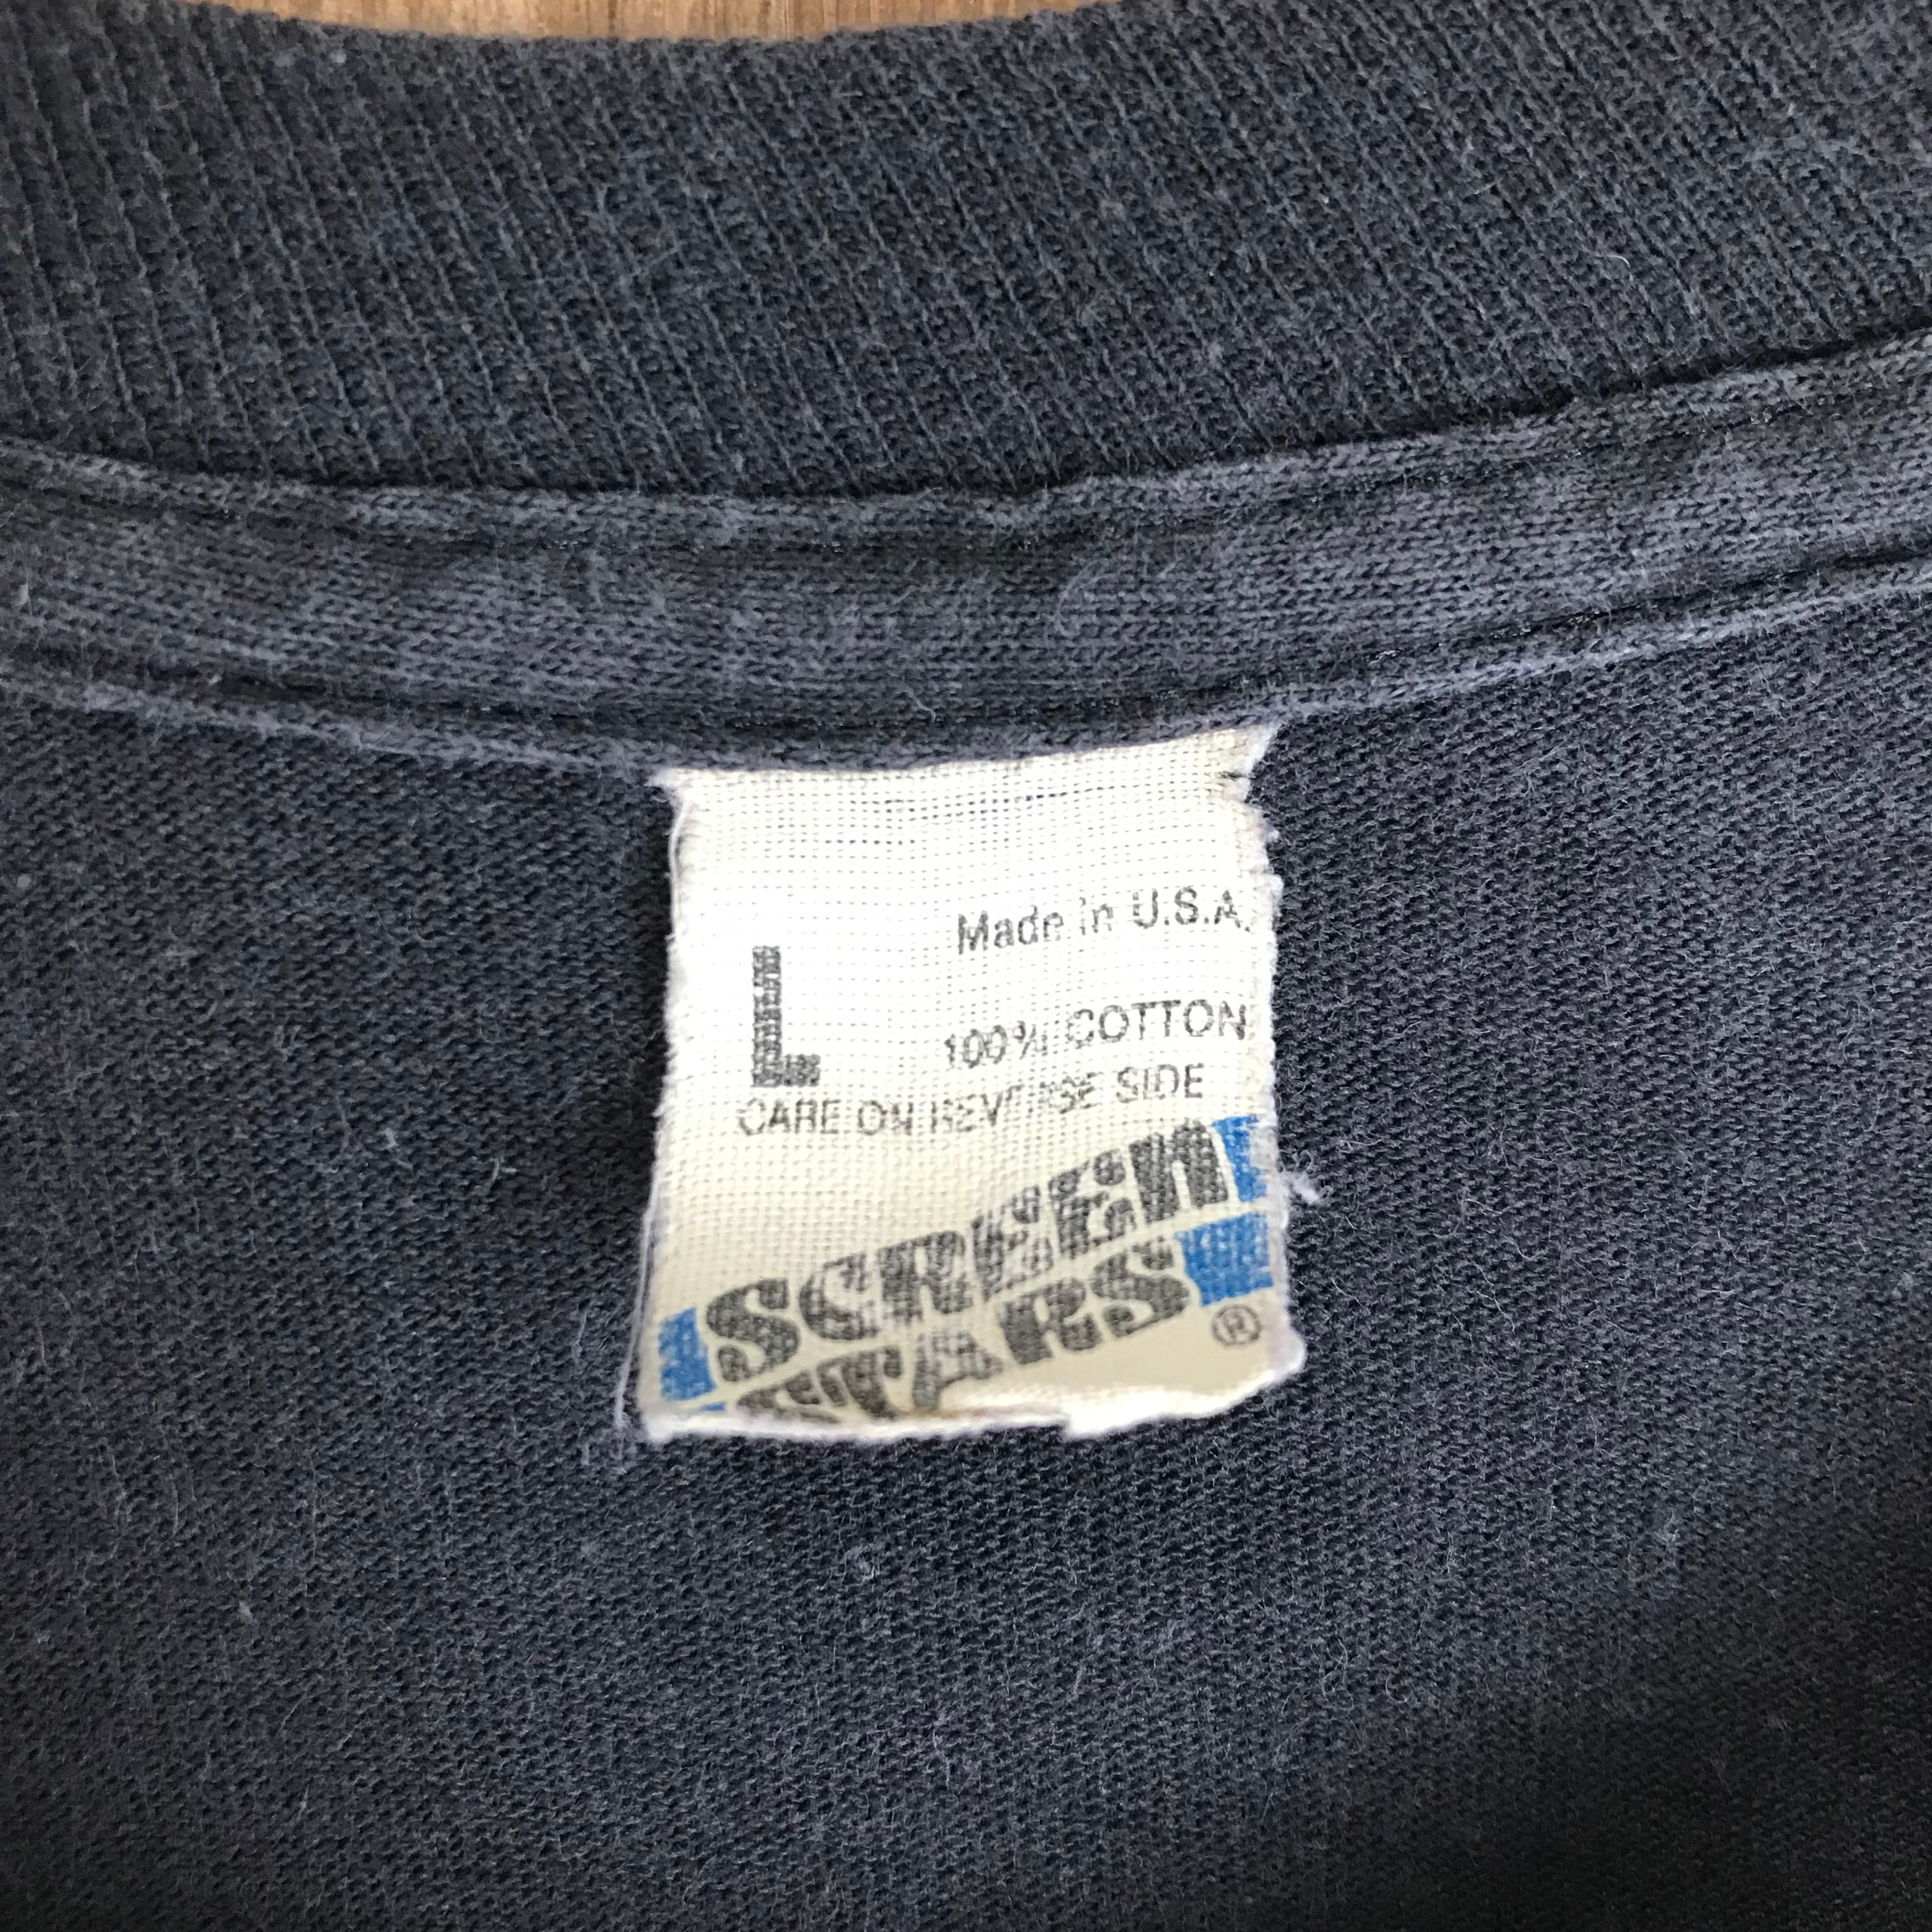 Made in U.S.A.
L
100% COTTON
CARE ON REVERSE SIDE
SCREEN
STARS
®